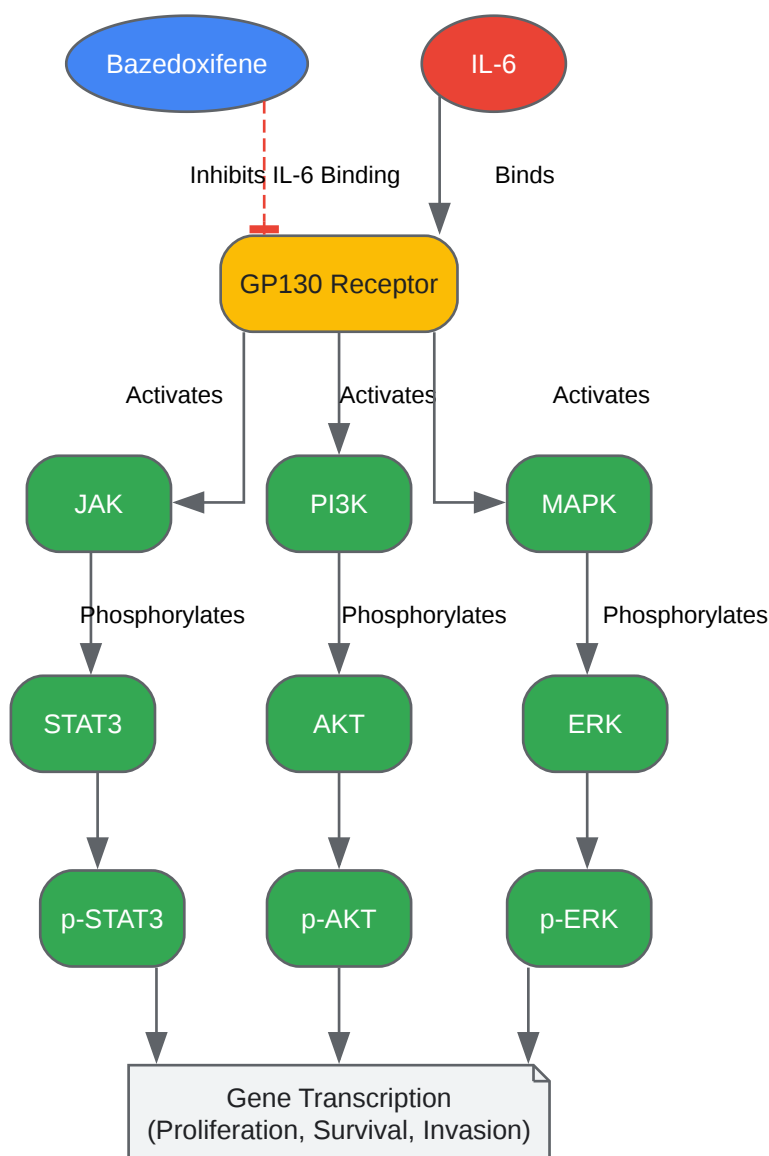 Bazedoxifene
IL-6
Inhibits IL-6 Binding
Binds
GP130 Receptor
Activates
Activates
Activates
JAK
PI3K
MAPK
Phosphorylates
Phosphorylates
Phosphorylates
STAT3
AKT
ERK
p-STAT3
p-AKT
p-ERK
Gene Transcription
(Proliferation, Survival, Invasion)